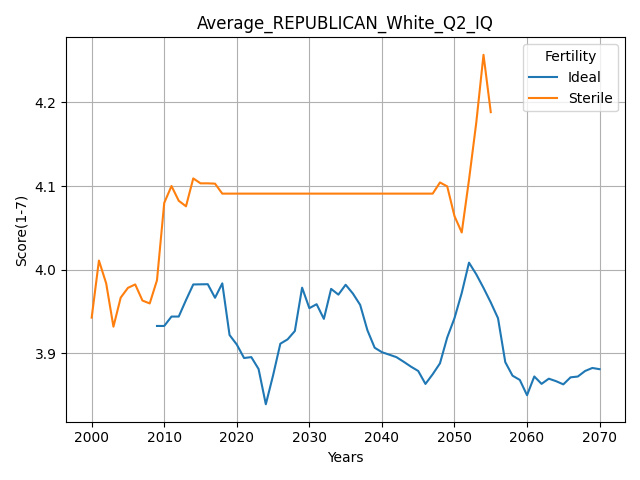 Average_REPUBLICAN_White_Q2_IQ
Fertility
Ideal
Sterile
Score(1-7)
4.2
4.1
4.0
3.9
2000 2010 2020 2030 2040 2050 2060 2070
Years